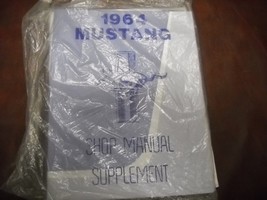 1964
MUSTANG
SHOP MANUAL
SUPPLEMENT